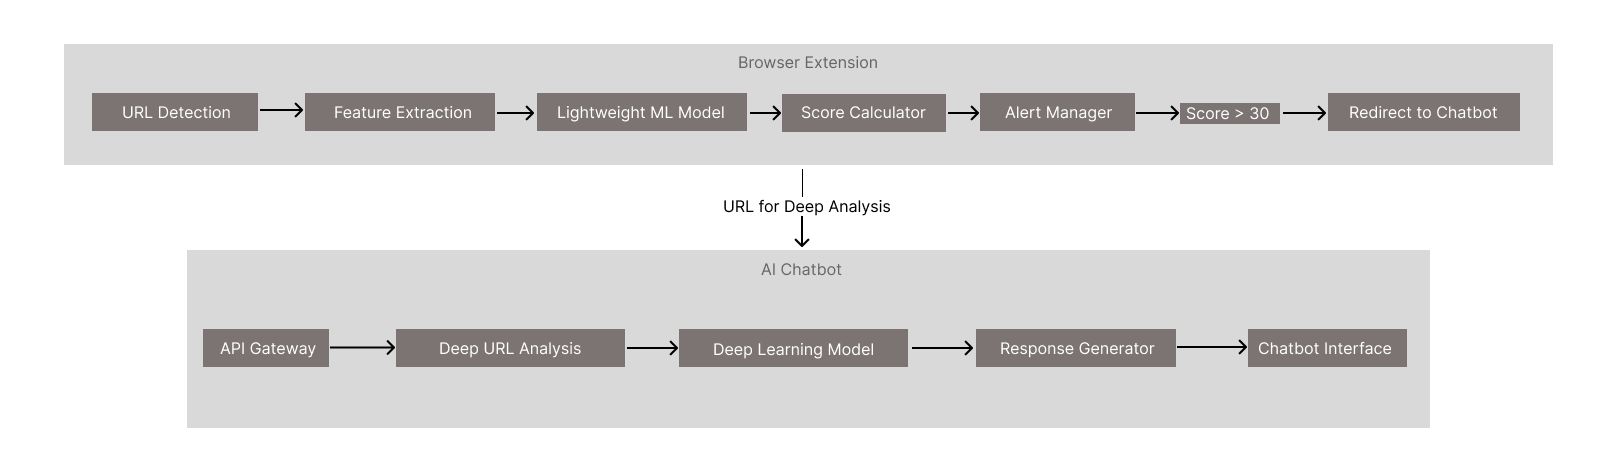 Browser Extension
URL Detection
Feature Extraction
Lightweight ML Model
Score Calculator
Alert Manager
Score > 30
Redirect to Chatbot
URL for Deep Analysis
AI Chatbot
API Gateway
Deep URL Analysis
Deep Learning Model
Response Generator
Chatbot Interface